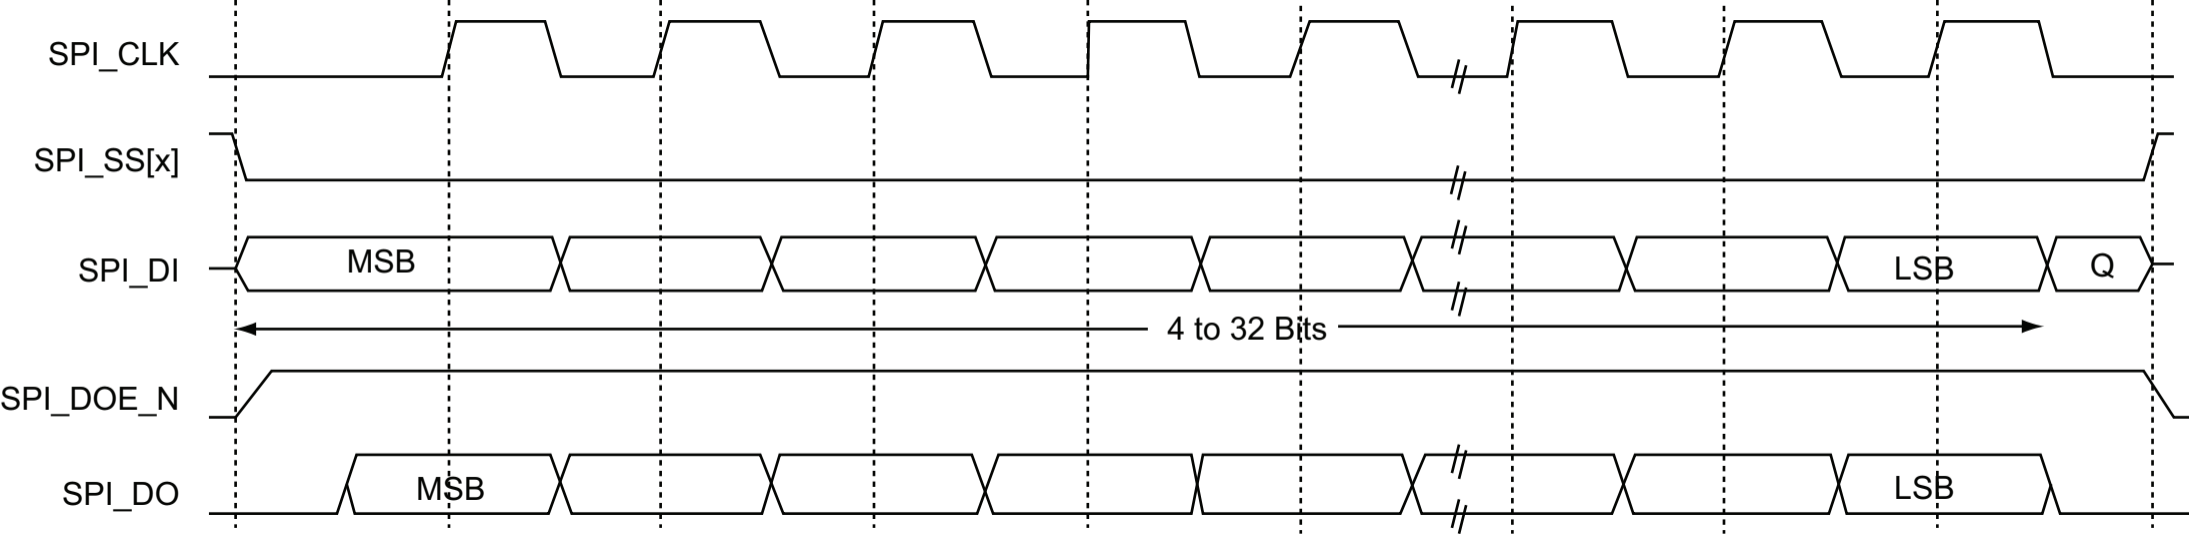 SPI_CLK
SPI_SS[x]
SPI_DI MSB LSB Q
4 to 32 Bits
SPI_DOE_N
SPI_DO MSB LSB